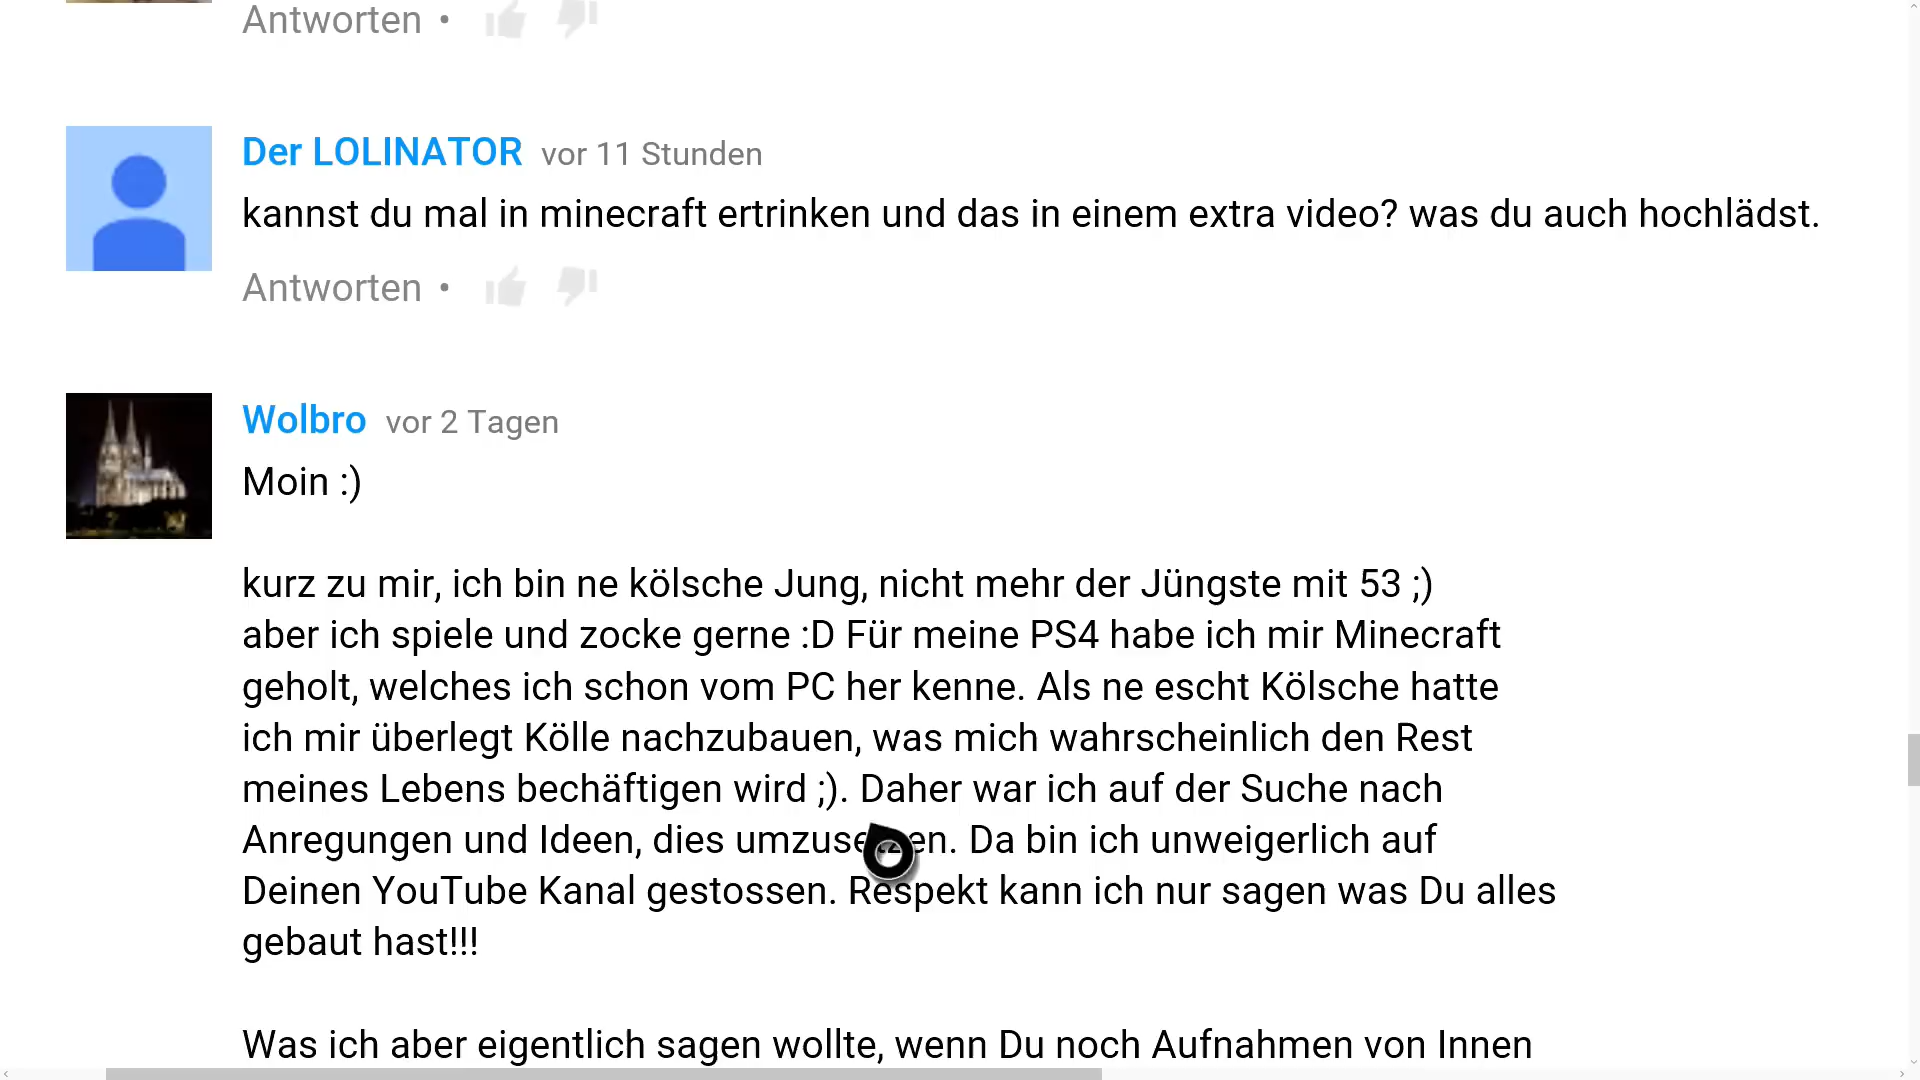 Antworten •
Der LOLINATOR vor 11 Stunden
kannst du mal in minecraft ertrinken und das in einem extra video? was du auch hochlädst.
Antworten •
Wolbro vor 2 Tagen
Moin :)
kurz zu mir, ich bin ne kölsche Jung, nicht mehr der Jüngste mit 53 ;)
aber ich spiele und zocke gerne :D Für meine PS4 habe ich mir Minecraft
geholt, welches ich schon vom PC her kenne. Als ne escht Kölsche hatte
ich mir überlegt Kölle nachzubauen, was mich wahrscheinlich den Rest
meines Lebens bechäftigen wird ;). Daher war ich auf der Suche nach
Anregungen und Ideen, dies umzusetzen. Da bin ich unweigerlich auf
Deinen YouTube Kanal gestossen. Respekt kann ich nur sagen was Du alles
gebaut hast!!!
Was ich aber eigentlich sagen wollte, wenn Du noch Aufnahmen von Innen